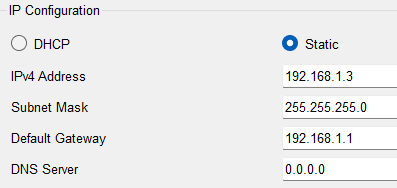 IP Configuration
DHCP Static
IPv4 Address 192.168.1.3
Subnet Mask 255.255.255.0
Default Gateway 192.168.1.1
DNS Server 0.0.0.0